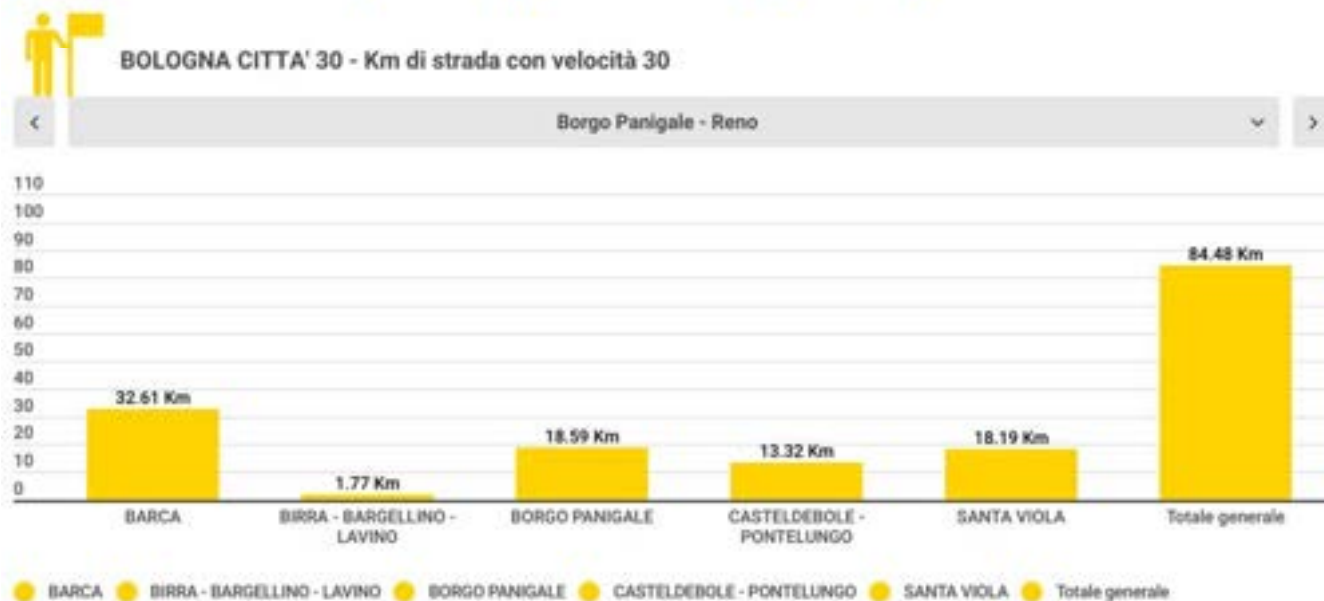 BOLOGNA CITTA' 30 - Km di strada con velocità 30
Borgo Panigale - Reno
110
100
90
80
70
60
50
40
30
20
10
0
32.61 Km
1.77 Km
18.59 Km
13.32 Km
18.19 Km
84.48 Km
BARCA
BIRRA - BARGELLINO -
LAVINO
BORGO PANIGALE
CASTELDEBOLE -
PONTELUNGO
SANTA VIOLA
Totale generale
BARCA BIRRA - BARGELLINO - LAVINO BORGO PANIGALE CASTELDEBOLE - PONTELUNGO SANTA VIOLA Totale generale